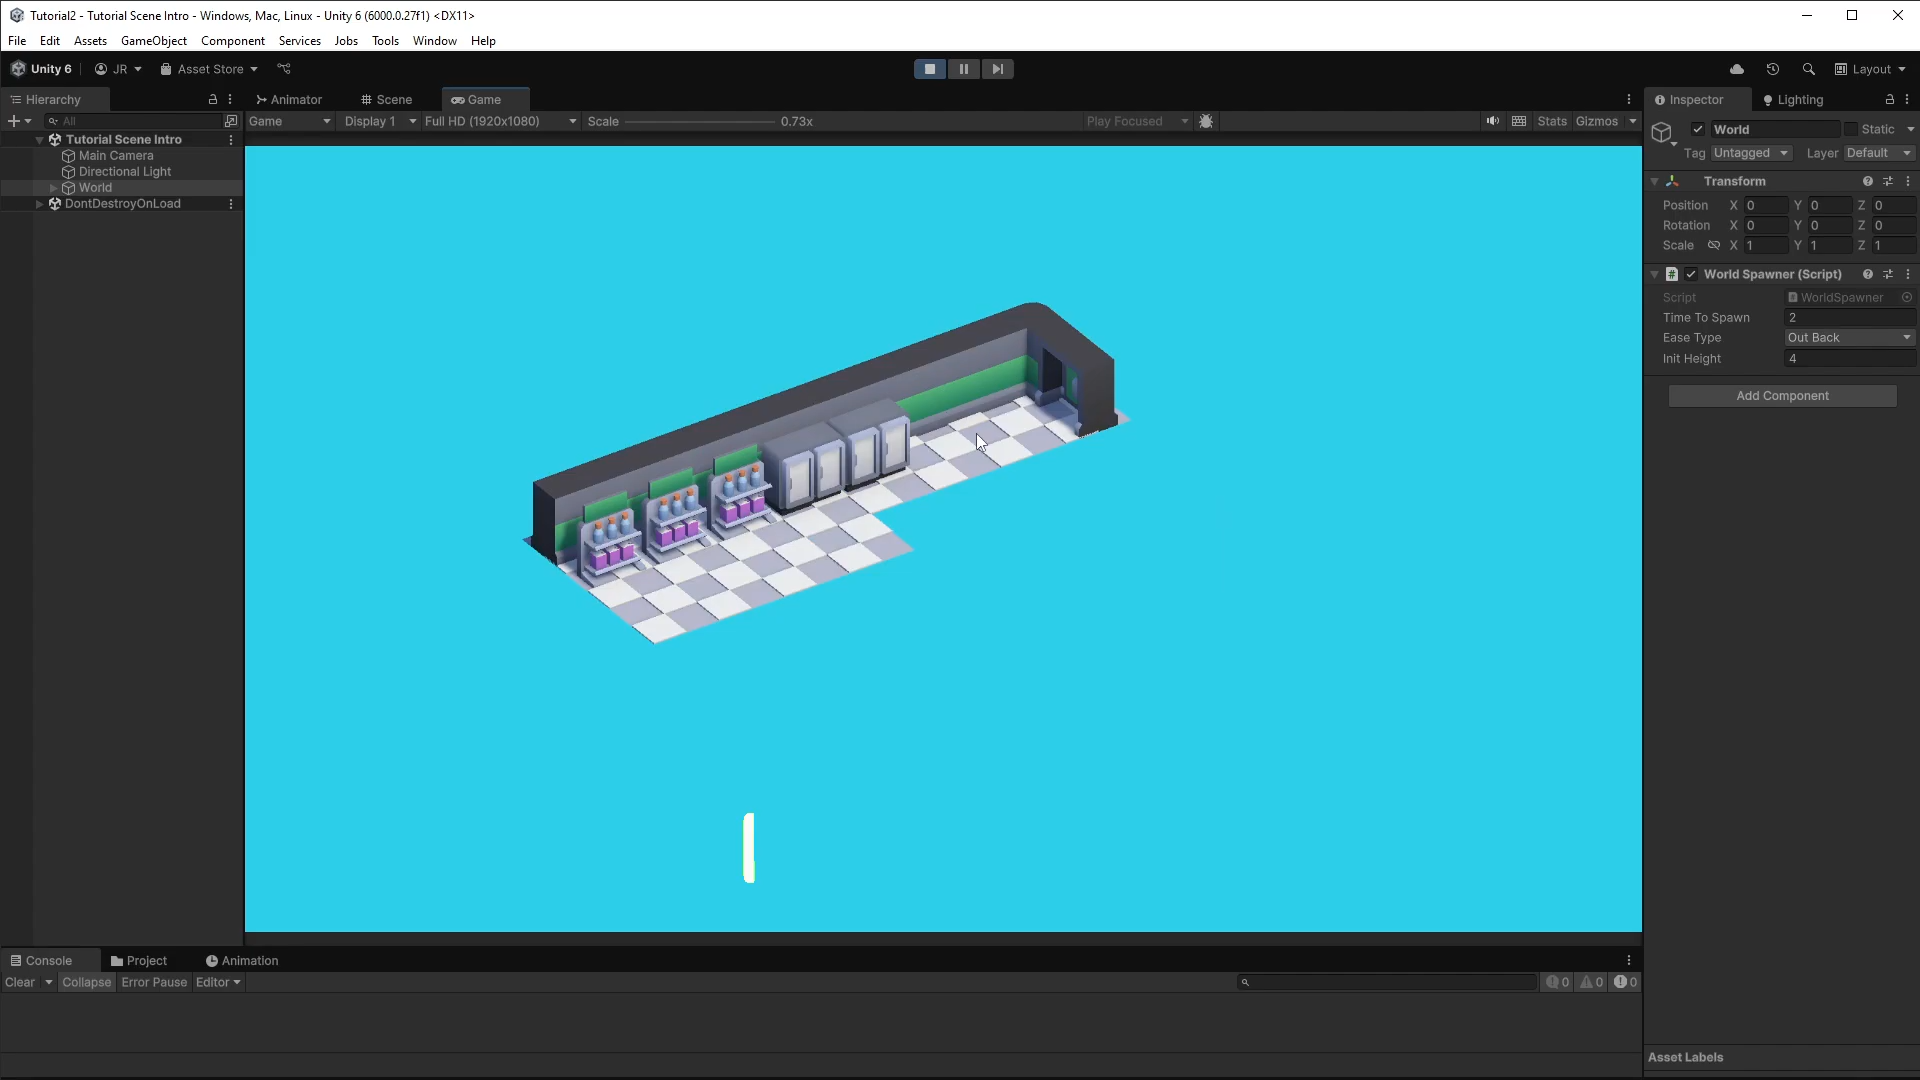 Tutorial2 - Tutorial Scene Intro - Windows, Mac, Linux - Unity 6 (6000.0.27f1) <DX11>
File Edit Assets GameObject Component Services Jobs Tools Window Help
Unity 6 JR Asset Store Layout
Hierarchy
All
Tutorial Scene Intro
Main Camera
Directional Light
World
DontDestroyOnLoad
Animator Scene Game
Game Display 1 Full HD (1920x1080) Scale 0.73x Play Focused Stats Gizmos
Inspector Lighting
World Static
Tag Untagged Layer Default
Transform
Position X 0 Y 0 Z 0
Rotation X 0 Y 0 Z 0
Scale X 1 Y 1 Z 1
# World Spawner (Script)
Script WorldSpawner
Time To Spawn 2
Ease Type Out Back
Init Height 4
Add Component
Console Project Animation
Clear Collapse Error Pause Editor 0 0 0
Asset Labels